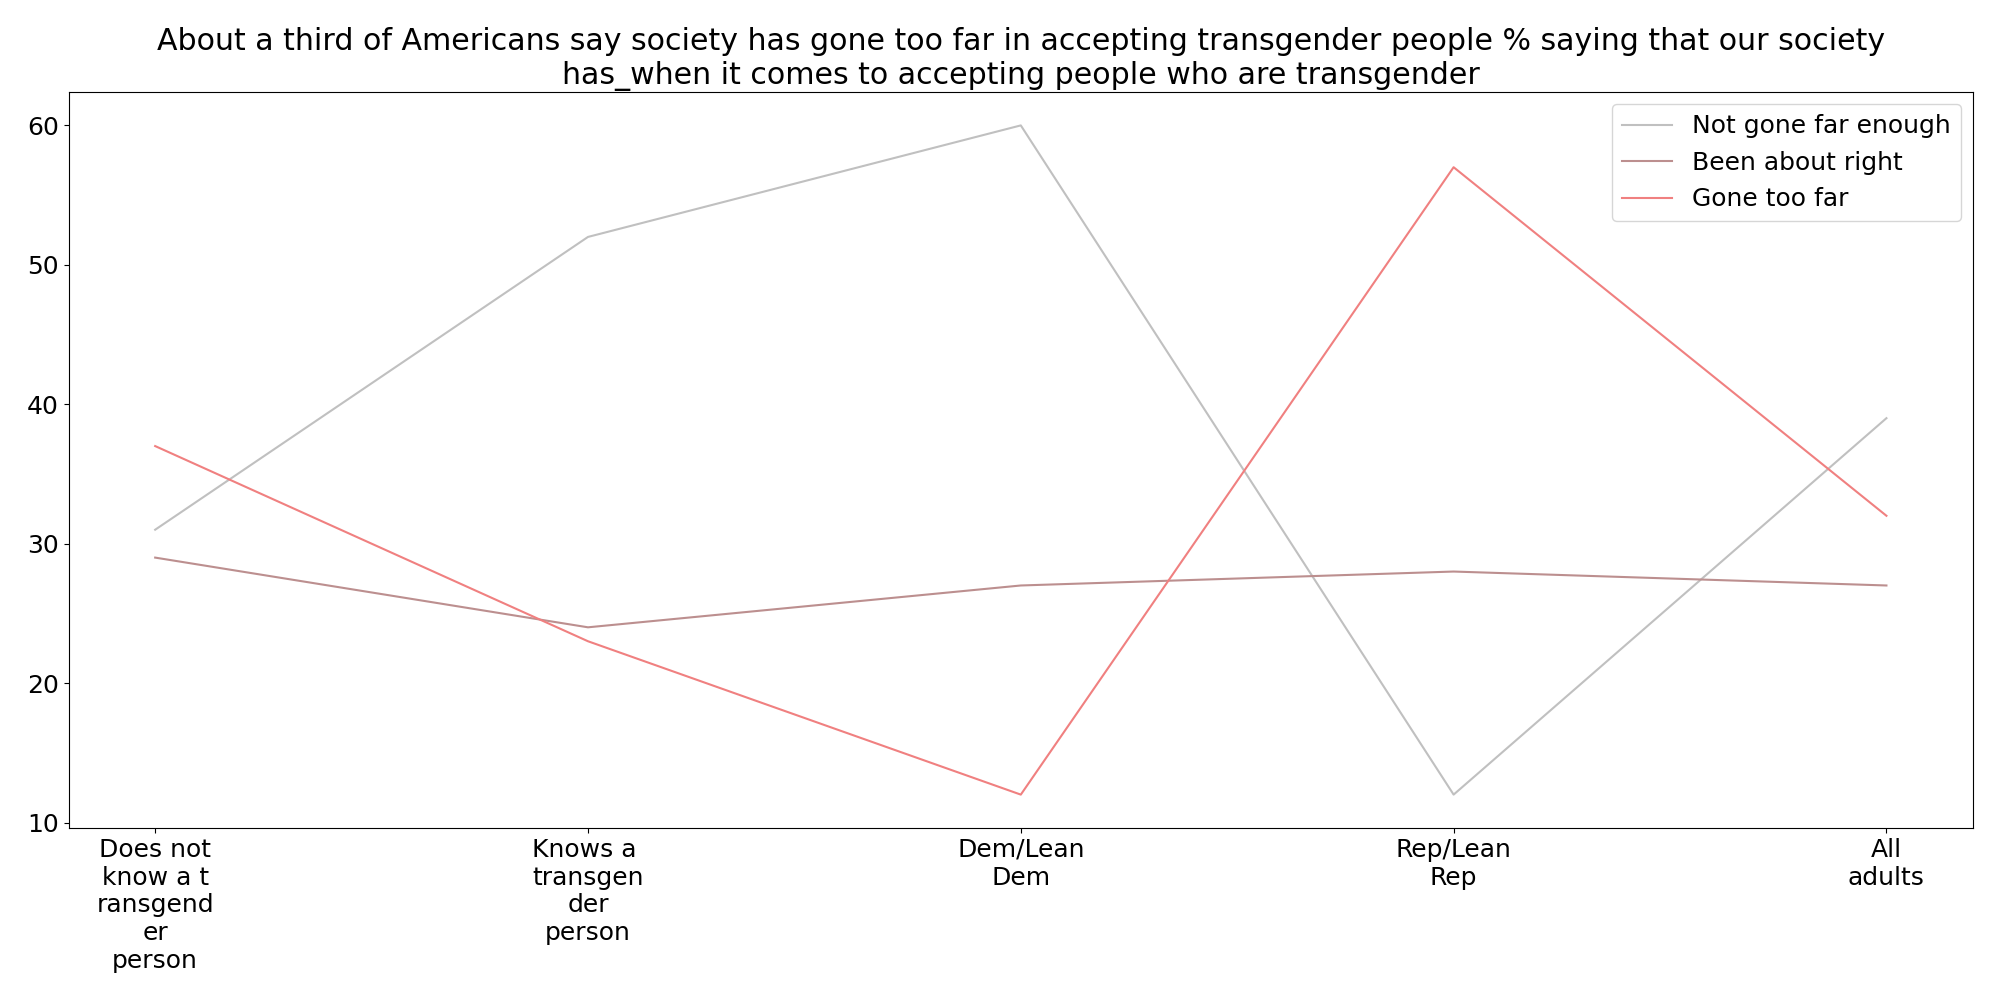 About a third of Americans say society has gone too far in accepting transgender people % saying that our society
has_when it comes to accepting people who are transgender
60
50
40
30
20
10
Not gone far enough
Been about right
Gone too far
Does not
know a t
ransgend
er
person
Knows a
transgen
der
person
Dem/Lean
Dem
Rep/Lean
Rep
All
adults